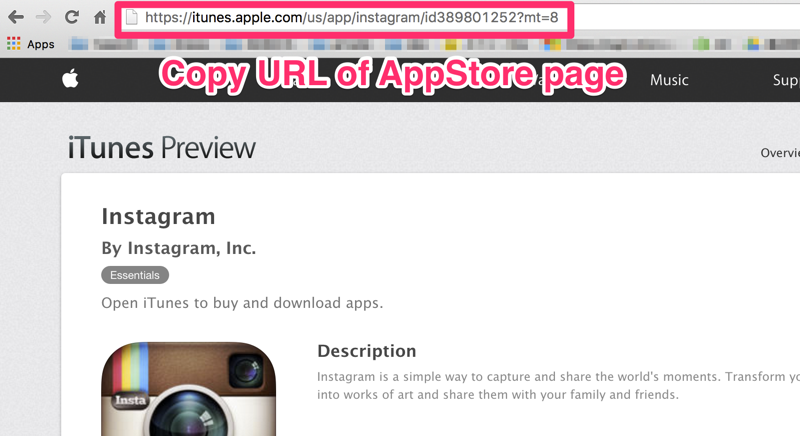 https://itunes.apple.com/us/app/instagram/id389801252?mt=8
Apps
Copy URL of AppStore page
Music
Supp
iTunes Preview
Overvie
Instagram
By Instagram, Inc.
Essentials
Open iTunes to buy and download apps.
Insta
Description
Instagram is a simple way to capture and share the world's moments. Transform yo
into works of art and share them with your family and friends.